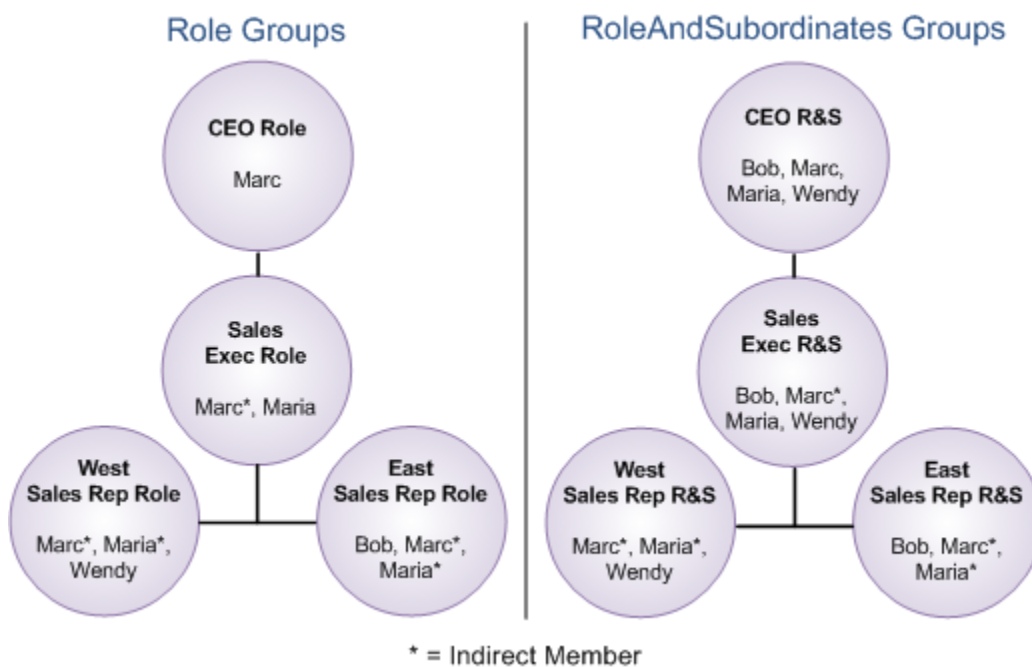 Role Groups
CEO Role
Marc
Sales
Exec Role
Marc*, Maria
West
Sales Rep Role
Marc*, Maria*,
Wendy
East
Sales Rep Role
Bob, Marc*,
Maria*
RoleAndSubordinates Groups
CEO R&S
Bob, Marc,
Maria, Wendy
Sales
Exec R&S
Bob, Marc*,
Maria, Wendy
West
Sales Rep R&S
Marc*, Maria*,
Wendy
East
Sales Rep R&S
Bob, Marc*,
Maria*
* = Indirect Member